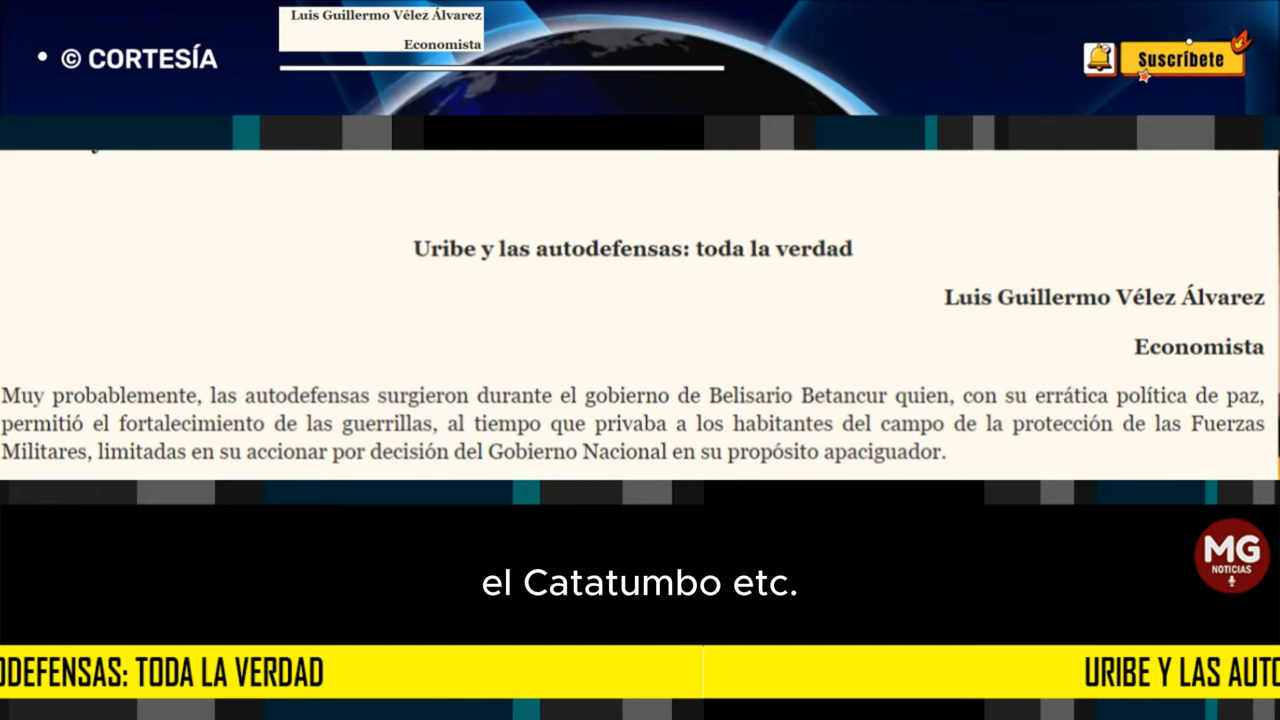 Luis Guillermo Vélez Álvarez
Economista
• © CORTESÍA
Suscríbete
Uribe y las autodefensas: toda la verdad
Luis Guillermo Vélez Álvarez
Economista
Muy probablemente, las autodefensas surgieron durante el gobierno de Belisario Betancur quien, con su errática política de paz,
permitió el fortalecimiento de las guerrillas, al tiempo que privaba a los habitantes del campo de la protección de las Fuerzas
Militares, limitadas en su accionar por decisión del Gobierno Nacional en su propósito apaciguador.
MG
NOTICIAS
el Catatumbo etc.
ODEFENSAS: TODA LA VERDAD
URIBE Y LAS AUTO